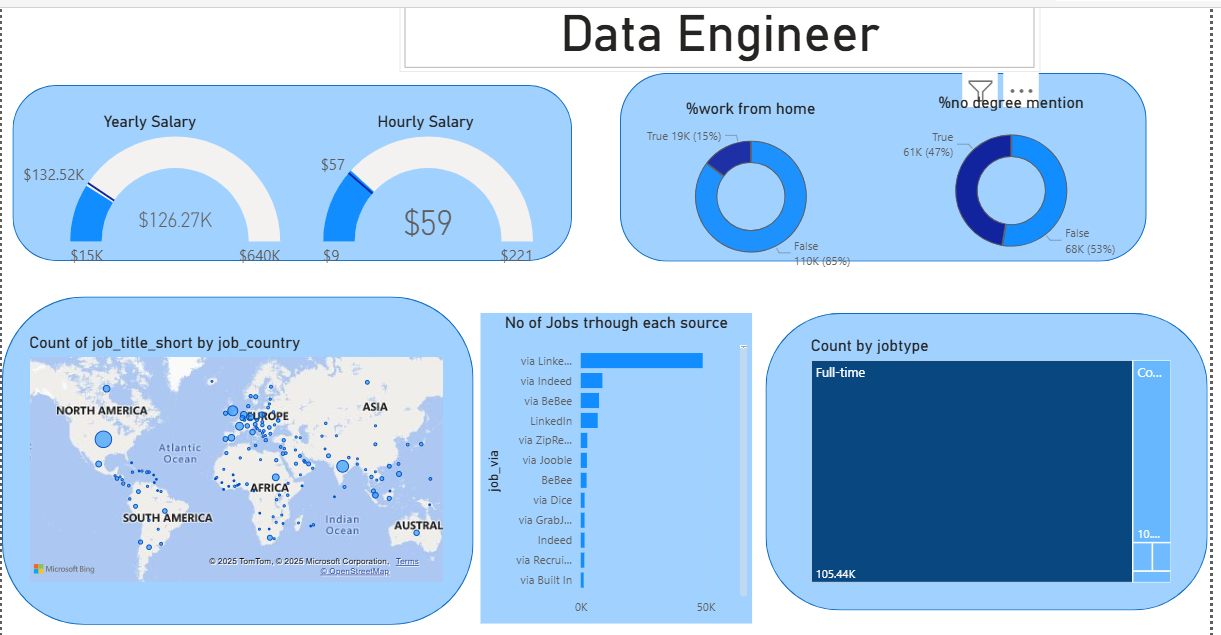 Data Engineer
Yearly Salary
$132.52K
$126.27K
$15K
$640K
Hourly Salary
$57
$59
$9
$221
%work from home
True 19K (15%)
False
110K (85%)
%no degree mention
True
61K (47%)
False
68K (53%)
Count of job_title_short by job_country
NORTH AMERICA
EUROPE
ASIA
Atlantic
Ocean
AFRICA
SOUTH AMERICA
Indian
Ocean
AUSTRAL
© 2025 TomTom, © 2025 Microsoft Corporation, Terms
© OpenStreetMap
Microsoft Bing
No of Jobs trhough each source
job_via
via Linke...
via Indeed
via BeBee
LinkedIn
via ZipRe...
via Jooble
BeBee
via Dice
via GrabJ...
Indeed
via Recrui...
via Built In
0K
50K
Count by jobtype
Full-time
105.44K
Co...
10....